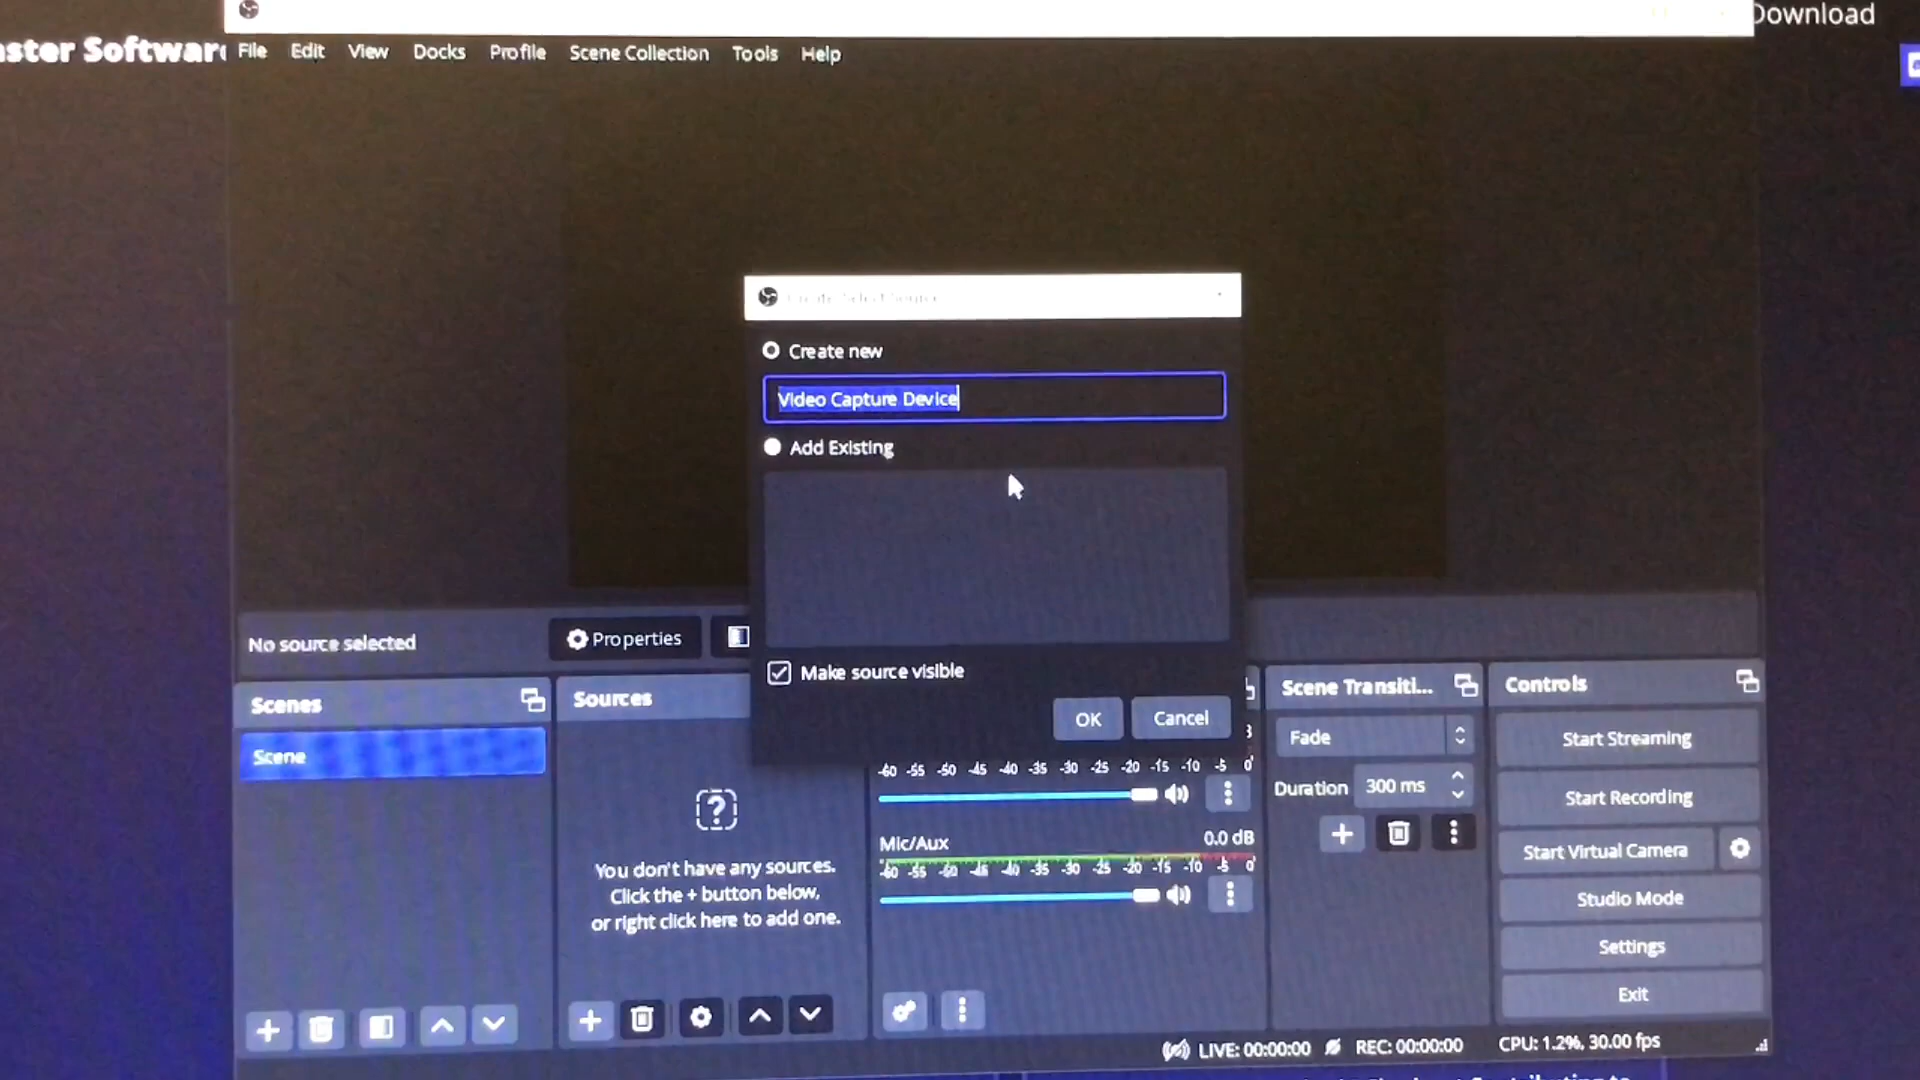 Download
ster Software
File Edit View Docks Profile Scene Collection Tools Help
Create/Select Source
Create new
Video Capture Device
Add Existing
Make source visible
OK Cancel
No source selected
Properties
Scenes
Scene
Sources
You don't have any sources.
Click the + button below,
or right click here to add one.
-60 -55 -50 -45 -40 -35 -30 -25 -20 -15 -10 -5 0
Mic/Aux 0.0 dB
-60 -55 -50 -45 -40 -35 -30 -25 -20 -15 -10 -5 0
Scene Transiti...
Fade
Duration 300 ms
Controls
Start Streaming
Start Recording
Start Virtual Camera
Studio Mode
Settings
Exit
LIVE: 00:00:00 REC: 00:00:00 CPU: 1.2%, 30.00 fps